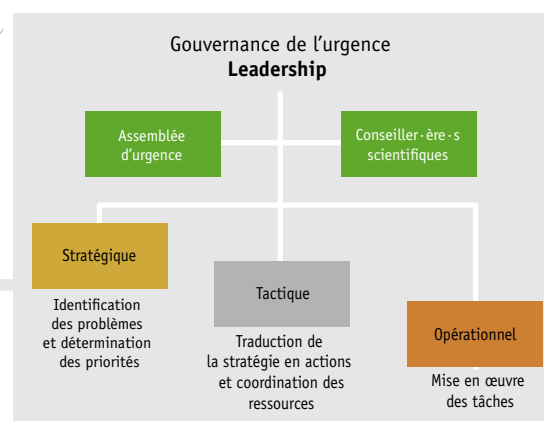 Gouvernance de l'urgence
Leadership
Assemblée
d'urgence
Conseiller·ère·s
scientifiques
Stratégique
Identification
des problèmes
et détermination
des priorités
Tactique
Traduction de
la stratégie en actions
et coordination des
ressources
Opérationnel
Mise en œuvre
des tâches